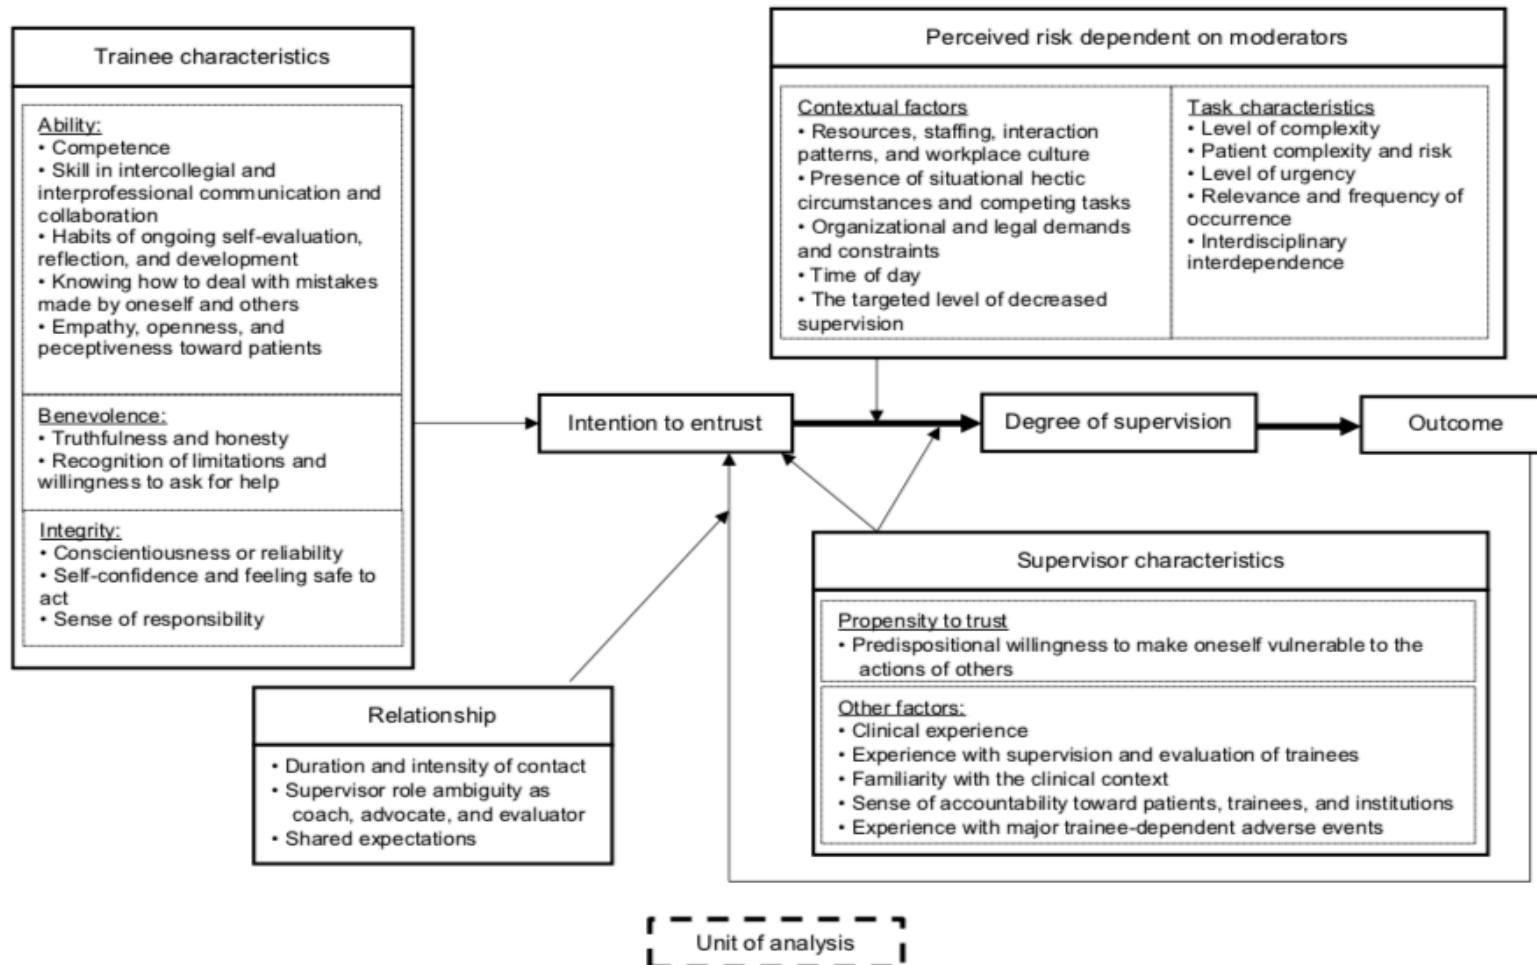 Trainee characteristics
Ability:
• Competence
• Skill in intercollegial and
interprofessional communication and
collaboration
• Habits of ongoing self-evaluation,
reflection, and development
• Knowing how to deal with mistakes
made by oneself and others
• Empathy, openness, and
peceptiveness toward patients
Benevolence:
• Truthfulness and honesty
• Recognition of limitations and
willingness to ask for help
Integrity:
• Conscientiousness or reliability
• Self-confidence and feeling safe to
act
• Sense of responsibility
Perceived risk dependent on moderators
Contextual factors
• Resources, staffing, interaction
patterns, and workplace culture
• Presence of situational hectic
circumstances and competing tasks
• Organizational and legal demands
and constraints
• Time of day
• The targeted level of decreased
supervision
Task characteristics
• Level of complexity
• Patient complexity and risk
• Level of urgency
• Relevance and frequency of
occurrence
• Interdisciplinary
interdependence
Intention to entrust
Degree of supervision
Outcome
Relationship
• Duration and intensity of contact
• Supervisor role ambiguity as
coach, advocate, and evaluator
• Shared expectations
Supervisor characteristics
Propensity to trust
• Predispositional willingness to make oneself vulnerable to the
actions of others
Other factors:
• Clinical experience
• Experience with supervision and evaluation of trainees
• Familiarity with the clinical context
• Sense of accountability toward patients, trainees, and institutions
• Experience with major trainee-dependent adverse events
Unit of analysis